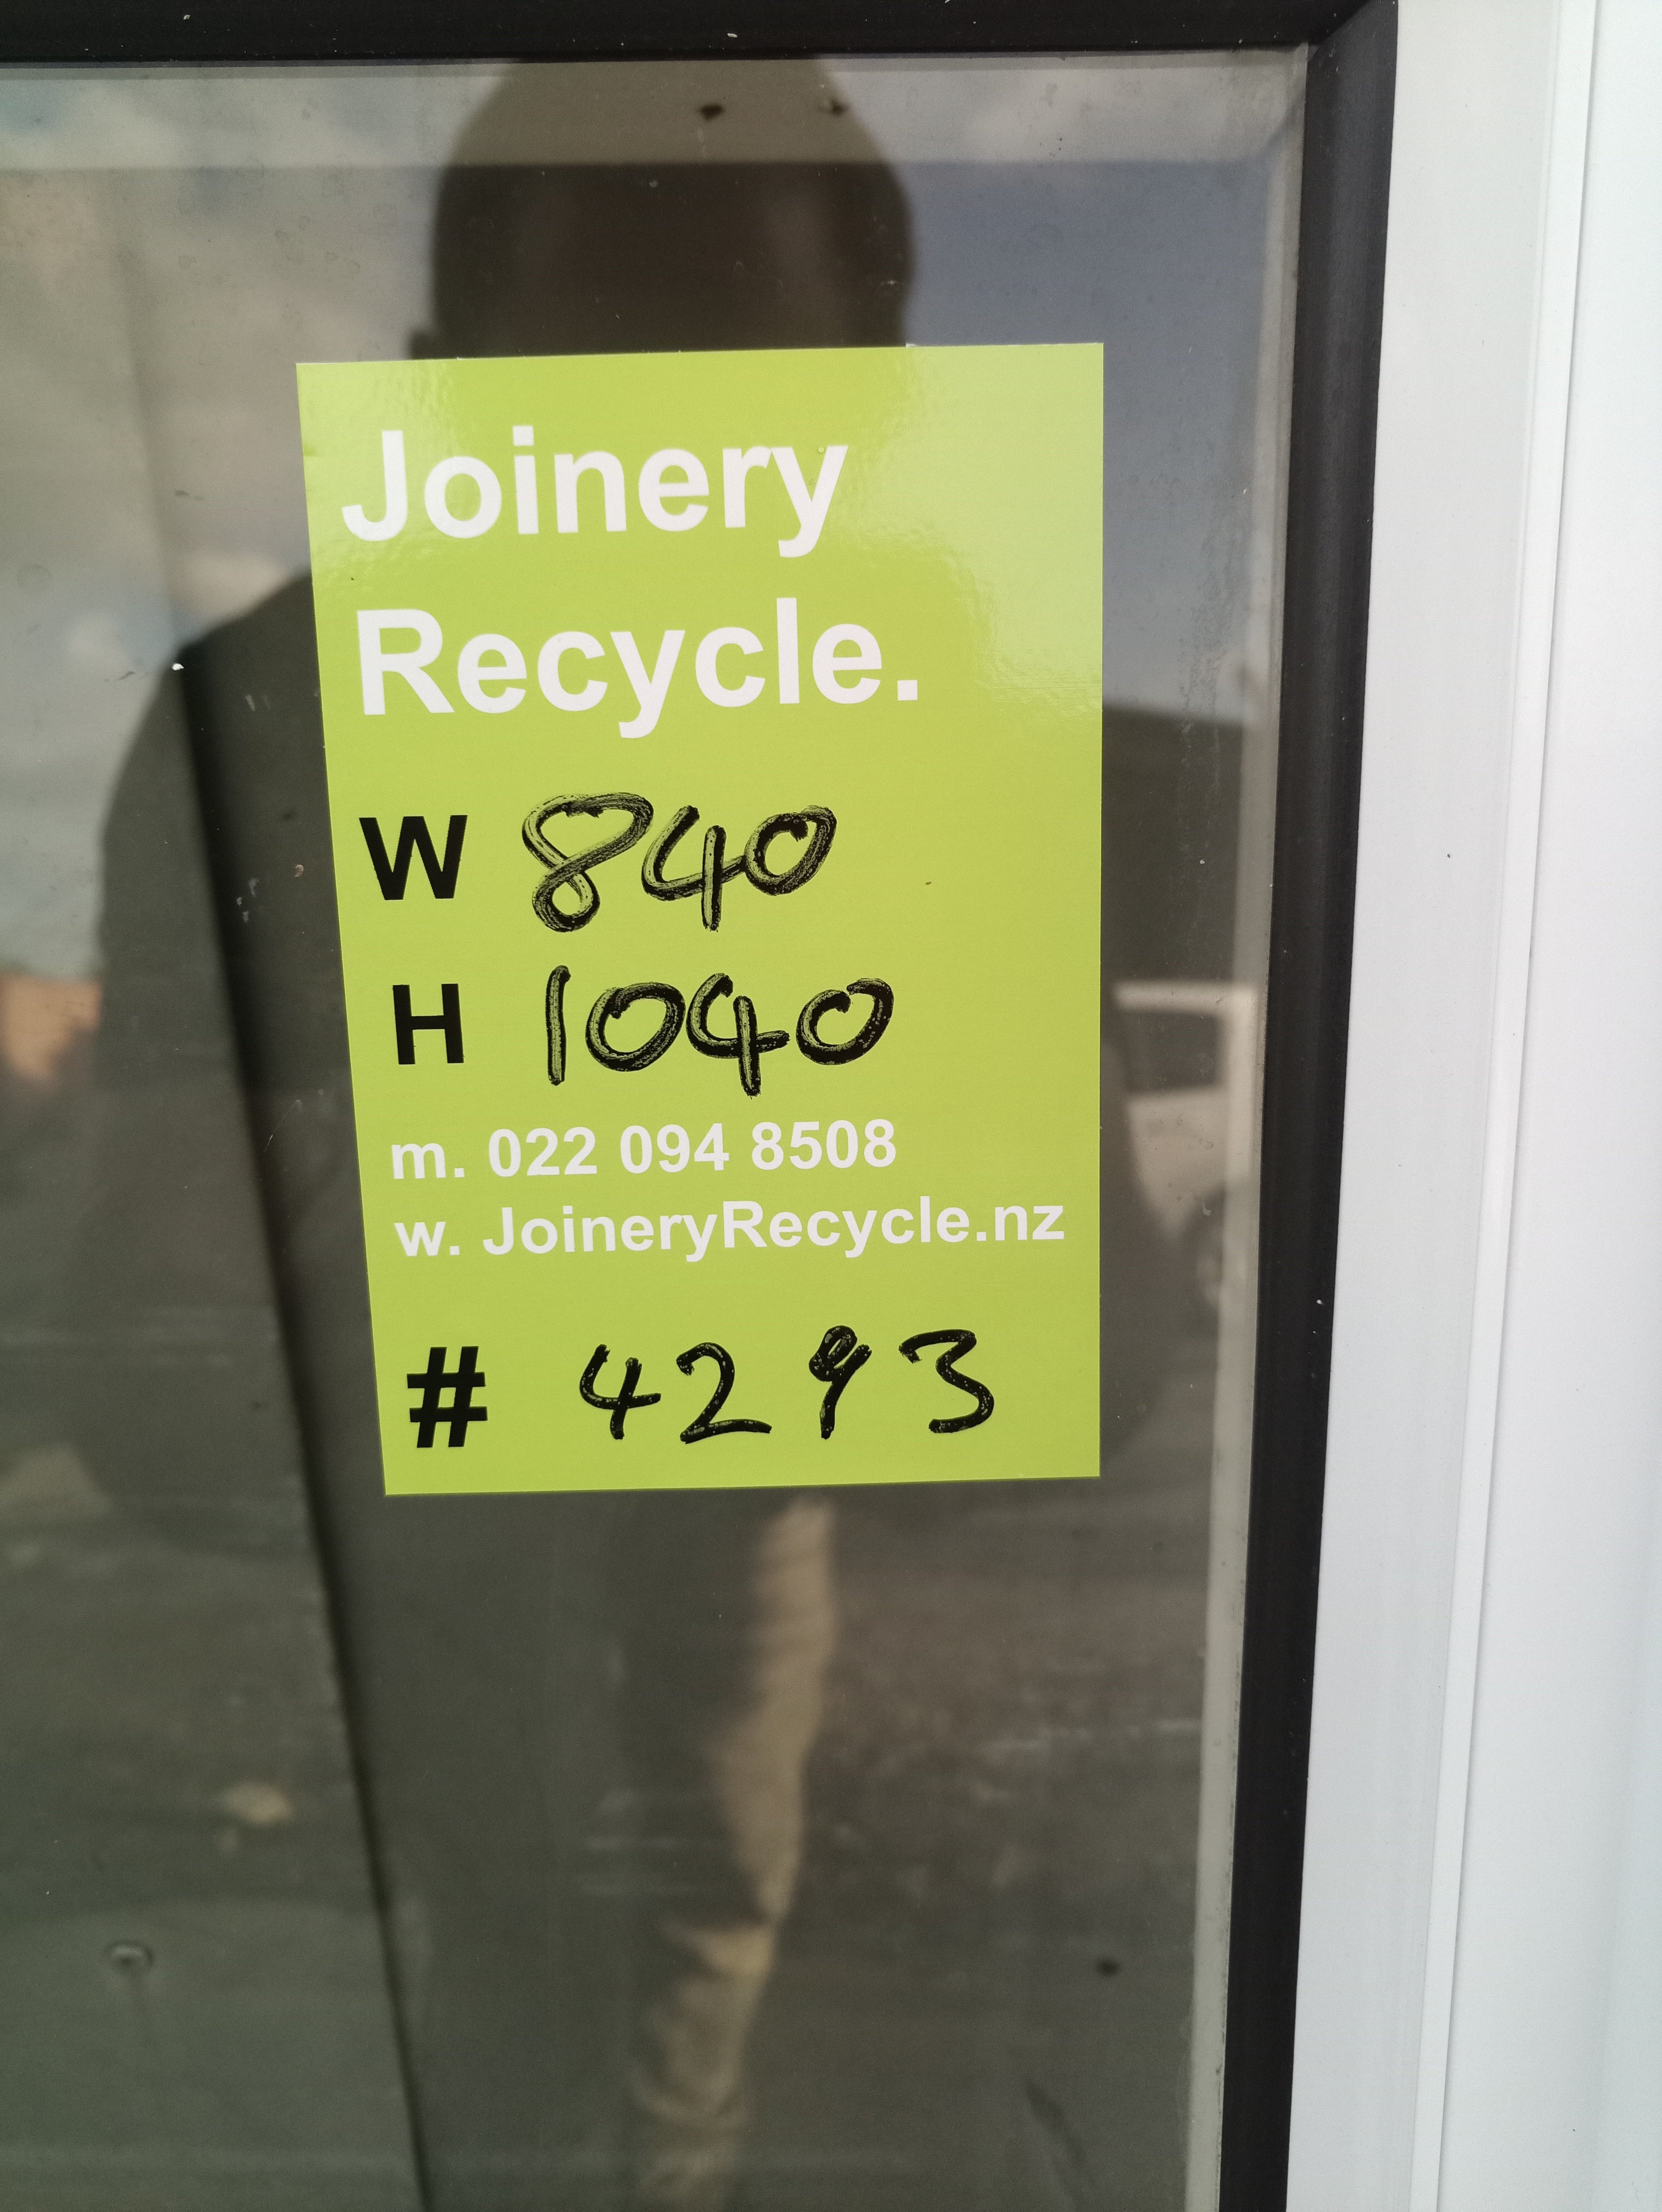 Joinery
Recycle.
W 840
H 1040
m. 022 094 8508
w. JoineryRecycle.nz
# 4293